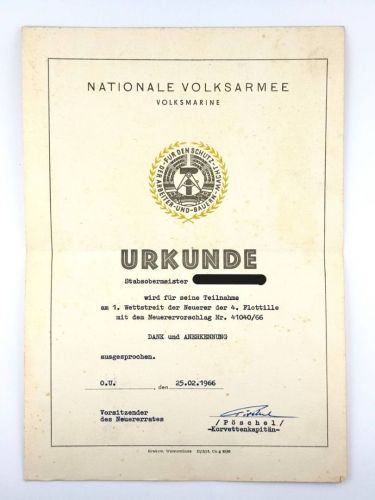 NATIONALE VOLKSARMEE
VOLKSMARINE
FÜR DEN SCHUTZ DER ARBEITER-UND-BAUERN-MACHT
URKUNDE
Stabsobermeister
wird für seine Teilnahme
am 1. Wettstreit der Neuerer der 4. Flottille
mit dem Neuerervorschlag Nr. 41040/66
DANK und ANERKENNUNG
ausgesprochen.
O.U. , den 25.02.1966
Vorsitzender
des Neuererrates
/ Pöschel /
-Korvettenkapitän-